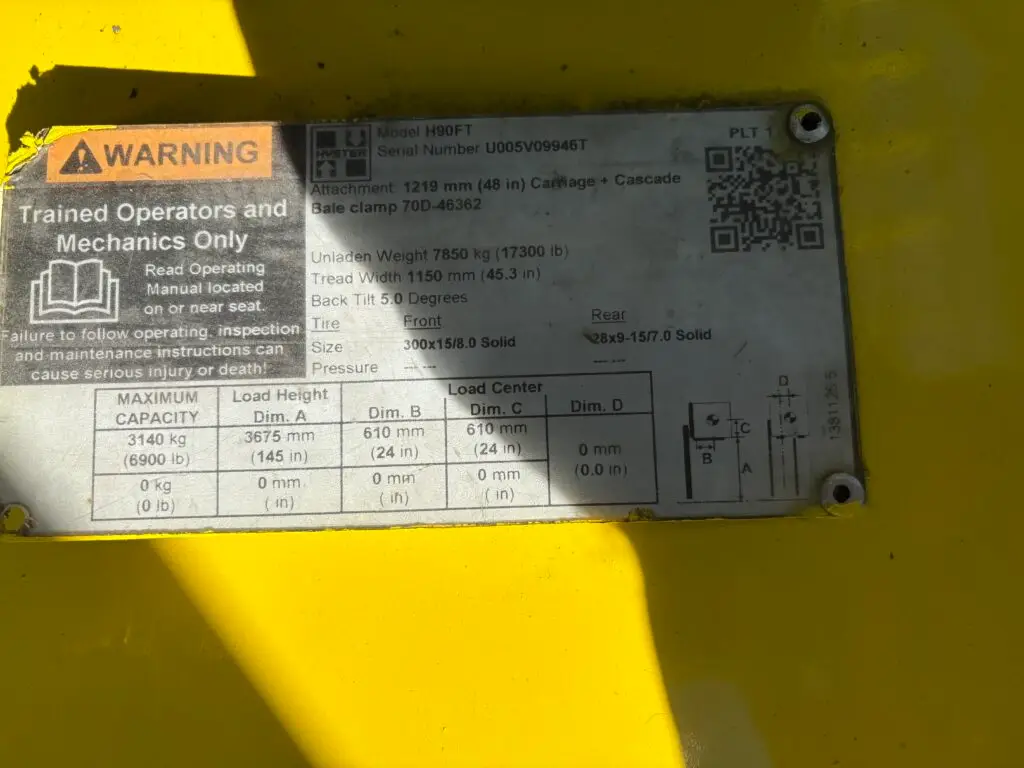 WARNING
Trained Operators and
Mechanics Only
Read Operating
Manual located
on or near seat.
Failure to follow operating, inspection
and maintenance instructions can
cause serious injury or death!
HYSTER
Model H90FT
Serial Number U005V09946T
PLT 1
Attachment 1219 mm (48 in) Carriage + Cascade
Bale clamp 70D-46362
Unladen Weight 7850 kg (17300 lb)
Tread Width 1150 mm (45.3 in)
Back Tilt 5.0 Degrees
Tire Front Rear
Size 300x15/8.0 Solid 28x9-15/7.0 Solid
Pressure --- --- --- ---
MAXIMUM CAPACITY Load Height Dim. A Load Center Dim. B Dim. C Dim. D
3140 kg (6900 lb) 3675 mm (145 in) 610 mm (24 in) 610 mm (24 in) 0 mm (0.0 in)
0 kg (0 lb) 0 mm ( in) 0 mm ( in) 0 mm ( in)
D
C
B
A